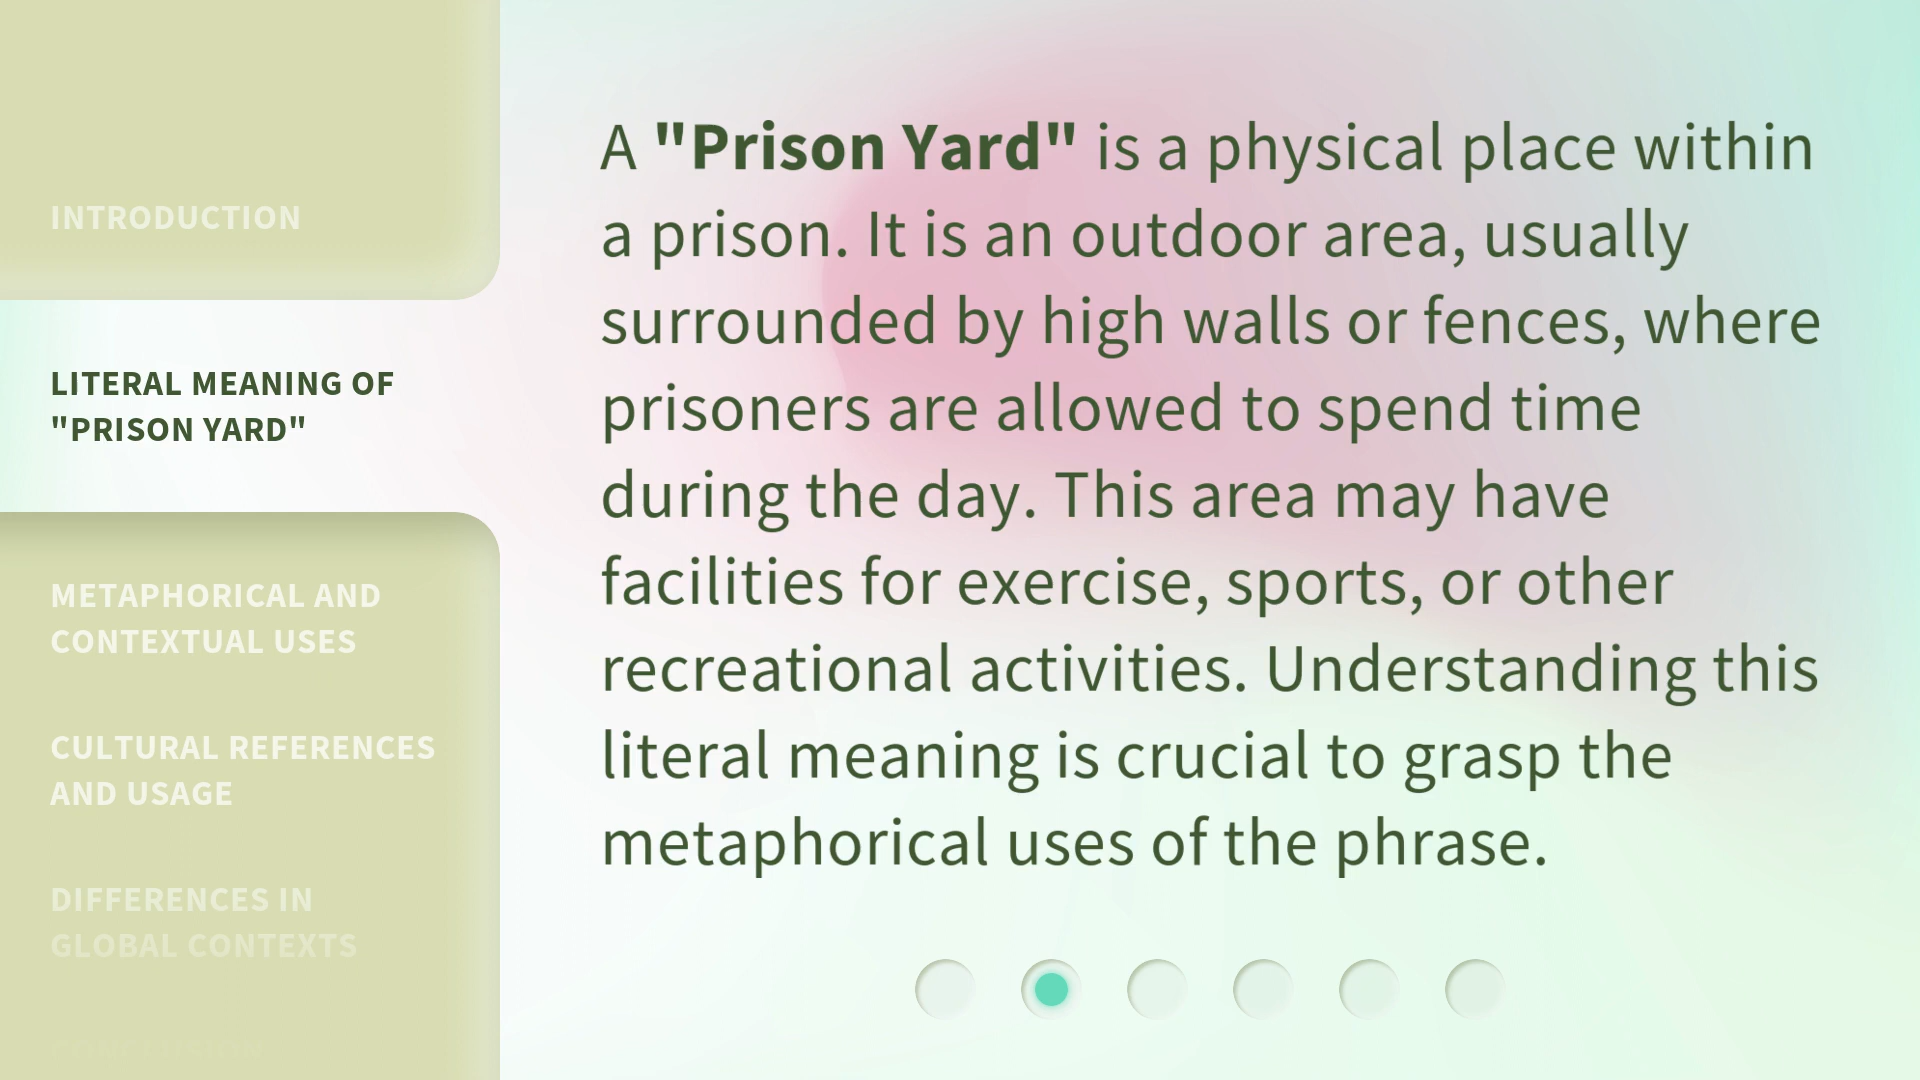 INTRODUCTION
LITERAL MEANING OF
"PRISON YARD"
METAPHORICAL AND
CONTEXTUAL USES
CULTURAL REFERENCES
AND USAGE
DIFFERENCES IN
GLOBAL CONTEXTS
CONCLUSION
A "Prison Yard" is a physical place within
a prison. It is an outdoor area, usually
surrounded by high walls or fences, where
prisoners are allowed to spend time
during the day. This area may have
facilities for exercise, sports, or other
recreational activities. Understanding this
literal meaning is crucial to grasp the
metaphorical uses of the phrase.